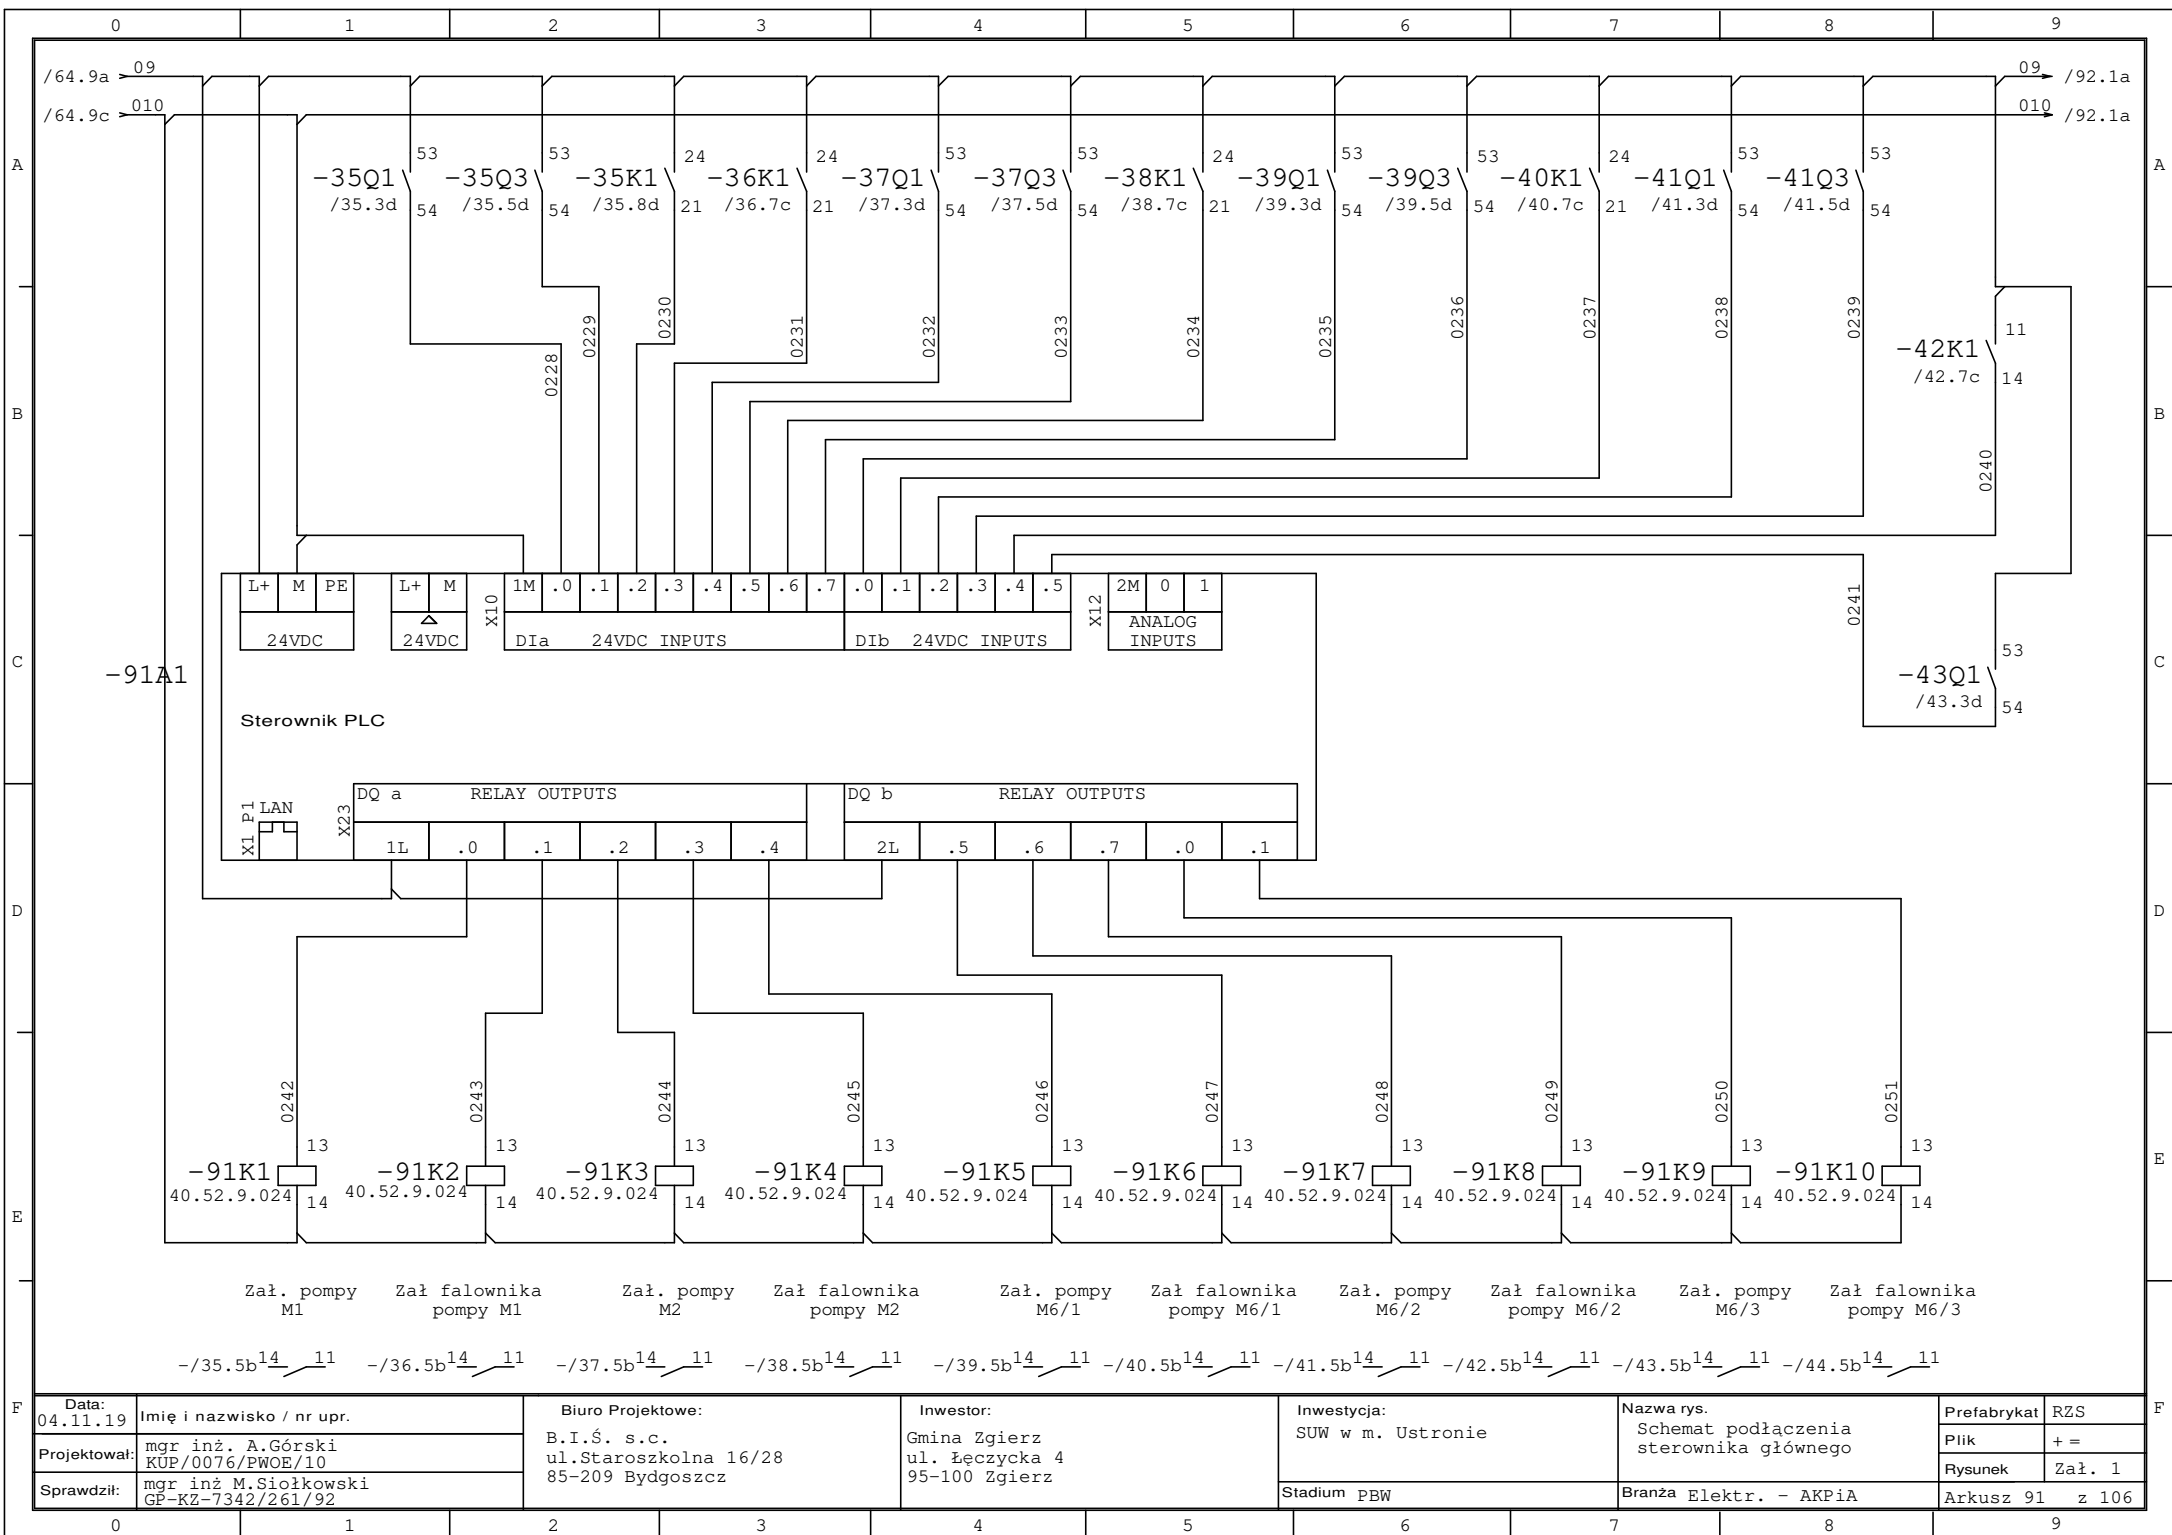 0 1 2 3 4 5 6 7 8 9
/64.9a 09 09 /92.1a
/64.9c 010 010 /92.1a
A A
53 53 24 24 53 53 24 53 53 24 53 53
-35Q1 -35Q3 -35K1 -36K1 -37Q1 -37Q3 -38K1 -39Q1 -39Q3 -40K1 -41Q1 -41Q3
/35.3d /35.5d /35.8d /36.7c /37.3d /37.5d /38.7c /39.3d /39.5d /40.7c /41.3d /41.5d
54 54 21 21 54 54 21 54 54 21 54 54
0228 0229 0230 0231 0232 0233 0234 0235 0236 0237 0238 0239
11
-42K1
/42.7c 14
B B
0240
L+ M PE L+ M X10 1M .0 .1 .2 .3 .4 .5 .6 .7 .0 .1 .2 .3 .4 .5 X12 2M 0 1
24VDC 24VDC DIa 24VDC INPUTS DIb 24VDC INPUTS ANALOG
INPUTS
0241
C C
-91A1
53
-43Q1
/43.3d 54
Sterownik PLC
X1 P1 LAN X23 DQ a RELAY OUTPUTS DQ b RELAY OUTPUTS
1L .0 .1 .2 .3 .4 2L .5 .6 .7 .0 .1
D D
0242 0243 0244 0245 0246 0247 0248 0249 0250 0251
13 13 13 13 13 13 13 13 13 13
-91K1 -91K2 -91K3 -91K4 -91K5 -91K6 -91K7 -91K8 -91K9 -91K10
40.52.9.024 40.52.9.024 40.52.9.024 40.52.9.024 40.52.9.024 40.52.9.024 40.52.9.024 40.52.9.024 40.52.9.024 40.52.9.024
14 14 14 14 14 14 14 14 14 14
E E
Zał. pompy Zał falownika Zał. pompy Zał falownika Zał. pompy Zał falownika Zał. pompy Zał falownika Zał. pompy Zał falownika
M1 pompy M1 M2 pompy M2 M6/1 pompy M6/1 M6/2 pompy M6/2 M6/3 pompy M6/3
-/35.5b 14 11 -/36.5b 14 11 -/37.5b 14 11 -/38.5b 14 11 -/39.5b 14 11 -/40.5b 14 11 -/41.5b 14 11 -/42.5b 14 11 -/43.5b 14 11 -/44.5b 14 11
F F
Data:
04.11.19
Imię i nazwisko / nr upr.
Projektował:
mgr inż. A.Górski
KUP/0076/PWOE/10
Sprawdził:
mgr inż M.Siołkowski
GP-KZ-7342/261/92
Biuro Projektowe:
B.I.Ś. s.c.
ul.Staroszkolna 16/28
85-209 Bydgoszcz
Inwestor:
Gmina Zgierz
ul. Łęczycka 4
95-100 Zgierz
Inwestycja:
SUW w m. Ustronie
Stadium PBW
Nazwa rys.
Schemat podłączenia
sterownika głównego
Branża Elektr. - AKPiA
Prefabrykat RZS
Plik + =
Rysunek Zał. 1
Arkusz 91 z 106
0 1 2 3 4 5 6 7 8 9